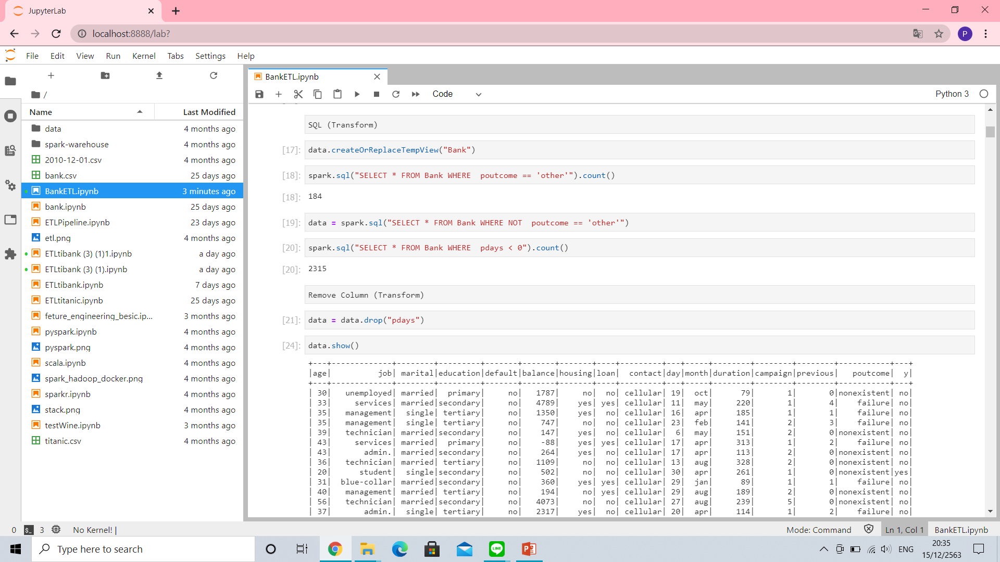 JupyterLab
localhost:8888/lab?
P
File Edit View Run Kernel Tabs Settings Help
/
Name Last Modified
data 4 months ago
spark-warehouse 4 months ago
2010-12-01.csv 4 months ago
bank.csv 25 days ago
BankETL.ipynb 3 minutes ago
bank.ipynb 25 days ago
ETLPipeline.ipynb 23 days ago
etl.png 4 months ago
ETLtibank (3) (1)1.ipynb a day ago
ETLtibank (3) (1).ipynb a day ago
ETLtibank.ipynb 7 days ago
ETLtitanic.ipynb 25 days ago
feture_engineering_besic.ip... 3 months ago
pyspark.ipynb 4 months ago
pyspark.png 4 months ago
scala.ipynb 4 months ago
spark_hadoop_docker.png 4 months ago
sparkr.ipynb 4 months ago
stack.png 4 months ago
testWine.ipynb 3 months ago
titanic.csv 4 months ago
BankETL.ipynb
Code Python 3
SQL (Transform)
[17]: data.createOrReplaceTempView("Bank")
[18]: spark.sql("SELECT * FROM Bank WHERE  poutcome == 'other'").count()
[18]: 184
[19]: data = spark.sql("SELECT * FROM Bank WHERE NOT  poutcome == 'other'")
[20]: spark.sql("SELECT * FROM Bank WHERE  pdays < 0").count()
[20]: 2315
Remove Column (Transform)
[21]: data = data.drop("pdays")
[24]: data.show()
+---+-------------+--------+---------+-------+-------+-------+----+---------+---+-----+--------+--------+--------+-----------+---+
|age|          job| marital|education|default|balance|housing|loan|  contact|day|month|duration|campaign|previous|   poutcome|  y|
+---+-------------+--------+---------+-------+-------+-------+----+---------+---+-----+--------+--------+--------+-----------+---+
| 30|   unemployed| married|  primary|     no|   1787|     no|  no| cellular| 19|  oct|      79|       1|       0|nonexistent| no|
| 33|     services| married|secondary|     no|   4789|    yes| yes| cellular| 11|  may|     220|       1|       4|    failure| no|
| 35|   management|  single| tertiary|     no|   1350|    yes|  no| cellular| 16|  apr|     185|       1|       1|    failure| no|
| 35|   management|  single| tertiary|     no|    747|     no|  no| cellular| 23|  feb|     141|       2|       3|    failure| no|
| 39|   technician| married|secondary|     no|    147|    yes|  no| cellular|  6|  may|     151|       2|       0|nonexistent| no|
| 43|     services| married|  primary|     no|    -88|    yes| yes| cellular| 17|  apr|     313|       1|       2|    failure| no|
| 43|       admin.| married|secondary|     no|    264|    yes|  no| cellular| 17|  apr|     113|       2|       0|nonexistent| no|
| 36|   technician| married| tertiary|     no|   1109|     no|  no| cellular| 13|  aug|     328|       2|       0|nonexistent| no|
| 20|      student|  single|secondary|     no|    502|     no|  no| cellular| 30|  apr|     261|       1|       0|nonexistent|yes|
| 31|  blue-collar| married|secondary|     no|    360|    yes| yes| cellular| 29|  jan|      89|       1|       1|    failure| no|
| 40|   management| married| tertiary|     no|    194|     no| yes| cellular| 29|  aug|     189|       2|       0|nonexistent| no|
| 56|   technician| married|secondary|     no|   4073|     no|  no| cellular| 27|  aug|     239|       5|       0|nonexistent| no|
| 37|       admin.|  single| tertiary|     no|   2317|    yes|  no| cellular| 20|  apr|     114|       1|       2|    failure| no|
0 $_ 3 No Kernel! | Mode: Command Ln 1, Col 1 BankETL.ipynb
Type here to search
LINE
P
ENG
20:35
15/12/2563